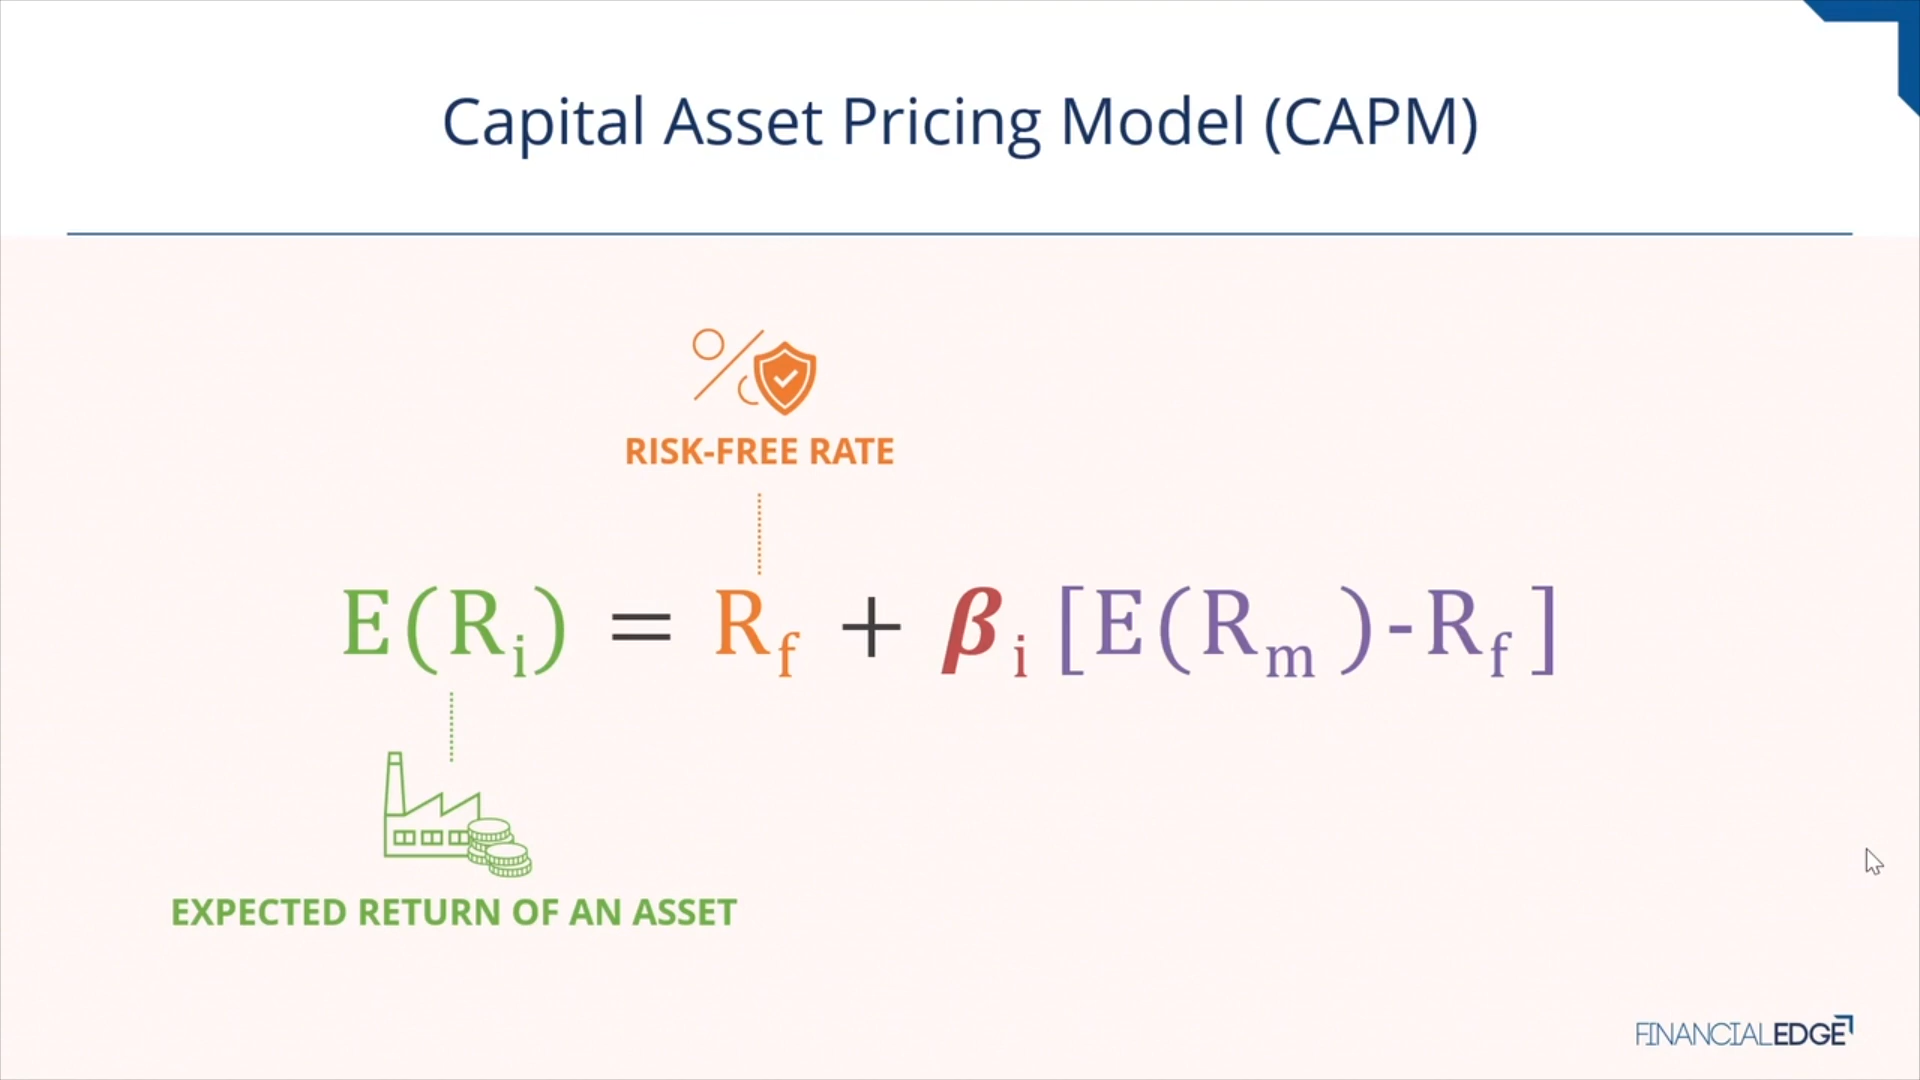 Capital Asset Pricing Model (CAPM)
RISK-FREE RATE
E(Ri) = Rf + βi [E(Rm)-Rf]
EXPECTED RETURN OF AN ASSET
FINANCIALEDGE